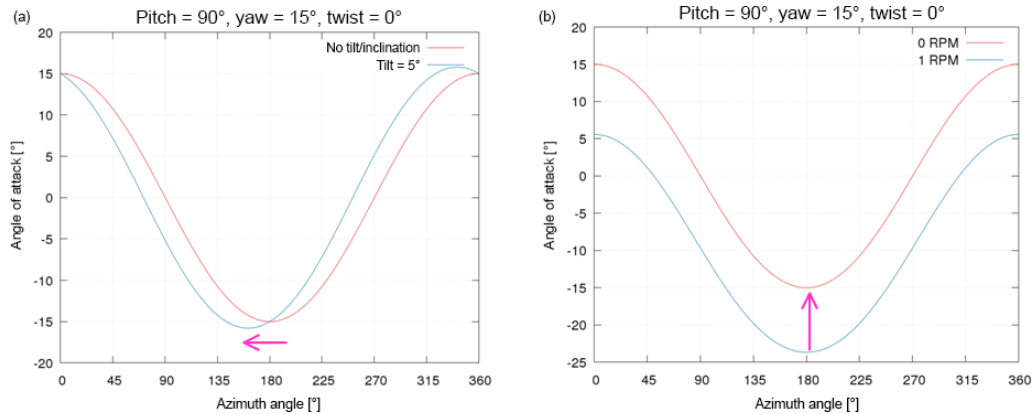 (a)
Pitch = 90°, yaw = 15°, twist = 0°
No tilt/inclination
Tilt = 5°
20
15
10
5
0
-5
-10
-15
-20
Angle of attack [°]
0 45 90 135 180 225 270 315 360
Azimuth angle [°]
(b)
Pitch = 90°, yaw = 15°, twist = 0°
0 RPM
1 RPM
20
15
10
5
0
-5
-10
-15
-20
-25
Angle of attack [°]
0 45 90 135 180 225 270 315 360
Azimuth angle [°]